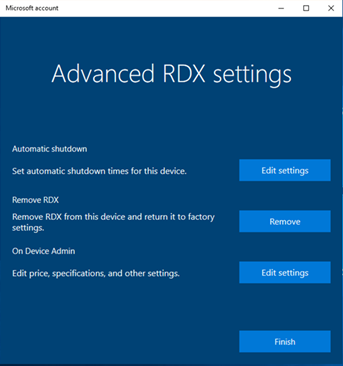 Microsoft account
Advanced RDX settings
Automatic shutdown
Set automatic shutdown times for this device.
Edit settings
Remove RDX
Remove RDX from this device and return it to factory
settings.
Remove
On Device Admin
Edit price, specifications, and other settings.
Edit settings
Finish